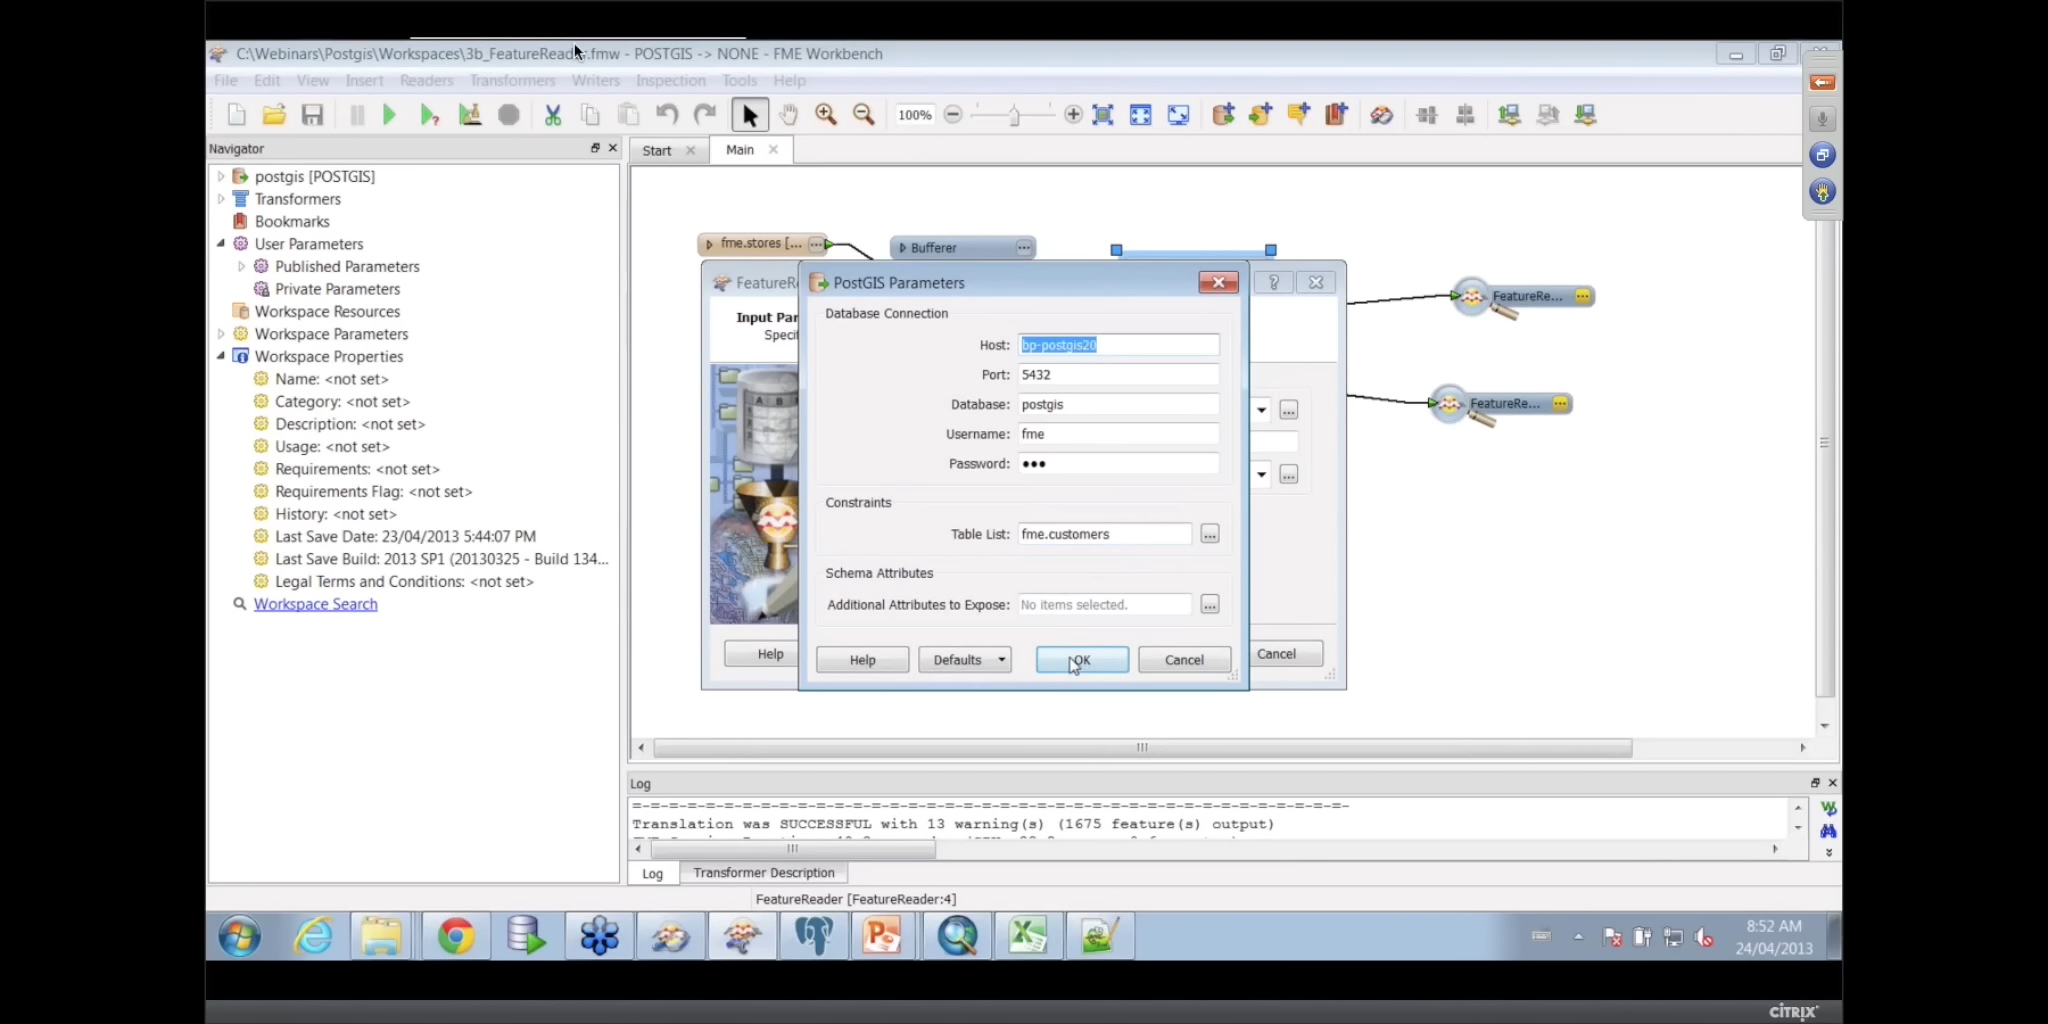 C:\Webinars\Postgis\Workspaces\3b_FeatureReader.fmw - POSTGIS -> NONE - FME Workbench
File Edit View Insert Readers Transformers Writers Inspection Tools Help
100%
Navigator
Start Main
postgis [POSTGIS]
Transformers
Bookmarks
User Parameters
Published Parameters
Private Parameters
Workspace Resources
Workspace Parameters
Workspace Properties
Name: <not set>
Category: <not set>
Description: <not set>
Usage: <not set>
Requirements: <not set>
Requirements Flag: <not set>
History: <not set>
Last Save Date: 23/04/2013 5:44:07 PM
Last Save Build: 2013 SP1 (20130325 - Build 134...
Legal Terms and Conditions: <not set>
Workspace Search
fme.stores [...
Bufferer
FeatureRe...
FeatureRe...
FeatureR
Input Par
Speci
Help
Cancel
PostGIS Parameters
Database Connection
Host: bp-postgis20
Port: 5432
Database: postgis
Username: fme
Password: •••
Constraints
Table List: fme.customers
Schema Attributes
Additional Attributes to Expose: No items selected.
Help Defaults OK Cancel
Log
=-=-=-=-=-=-=-=-=-=-=-=-=-=-=-=-=-=-=-=-=-=-=-=-=-=-=-=-=-=-=-=-=-=-=-=-=-=-
Translation was SUCCESSFUL with 13 warning(s) (1675 feature(s) output)
Log Transformer Description
FeatureReader [FeatureReader:4]
8:52 AM
24/04/2013
CITRIX